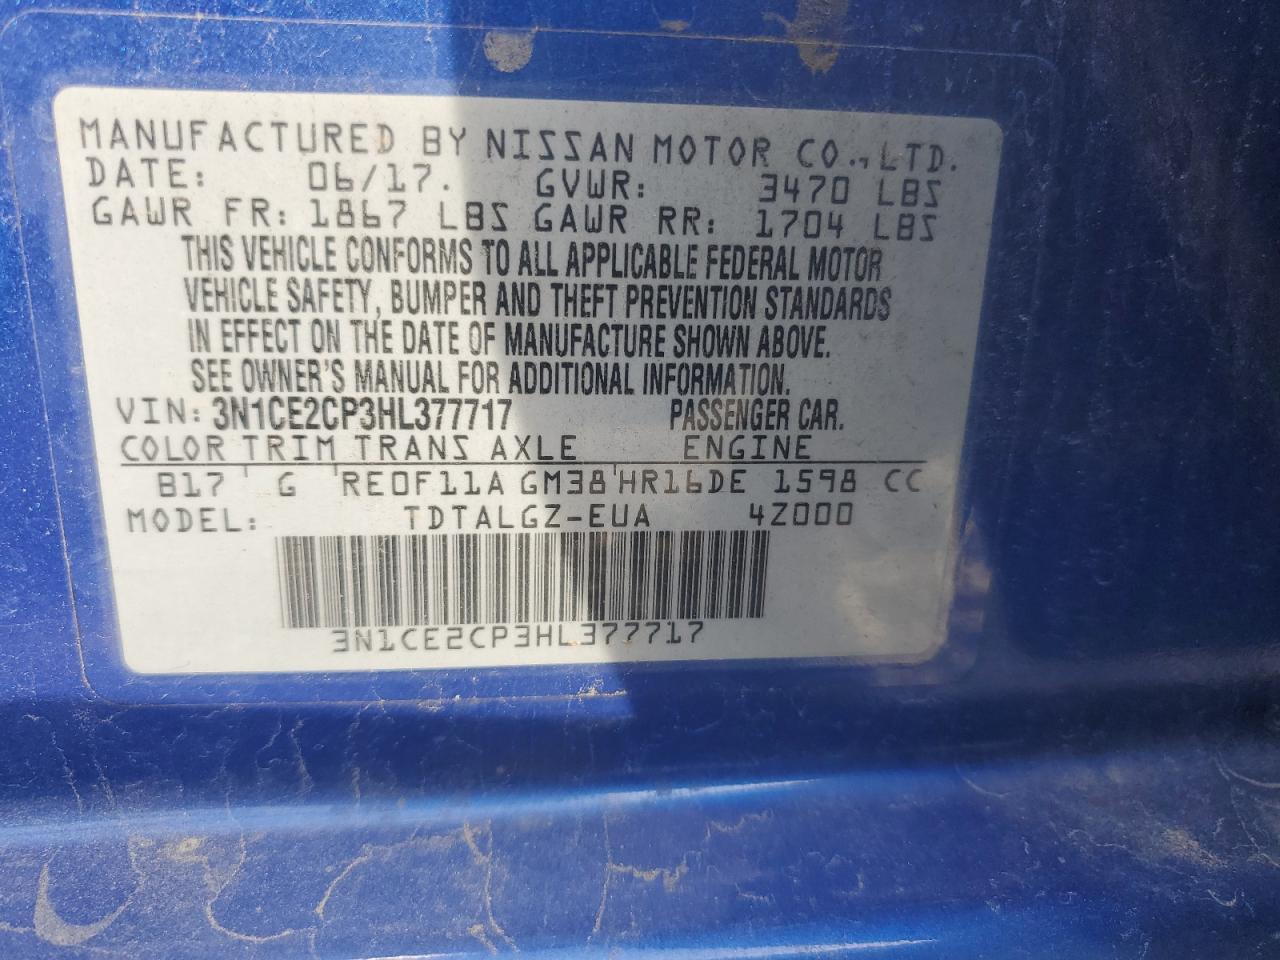 MANUFACTURED BY NISSAN MOTOR CO., LTD.
DATE: 06/17. GVWR: 3470 LBS
GAWR FR: 1867 LBS GAWR RR: 1704 LBS
THIS VEHICLE CONFORMS TO ALL APPLICABLE FEDERAL MOTOR
VEHICLE SAFETY, BUMPER AND THEFT PREVENTION STANDARDS
IN EFFECT ON THE DATE OF MANUFACTURE SHOWN ABOVE.
SEE OWNER'S MANUAL FOR ADDITIONAL INFORMATION.
VIN: 3N1CE2CP3HL377717 PASSENGER CAR.
COLOR TRIM TRANS AXLE ENGINE
B17 G RE0F11A GM38 HR16DE 1598 CC
MODEL: TDTALGZ-EUA 4Z000
3N1CE2CP3HL377717